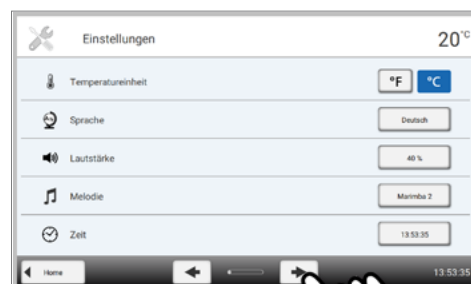 Einstellungen 20°C
Temperatureinheit °F °C
Sprache Deutsch
Lautstärke 40 %
Melodie Marimba 2
Zeit 13:53:35
Home 13:53:35